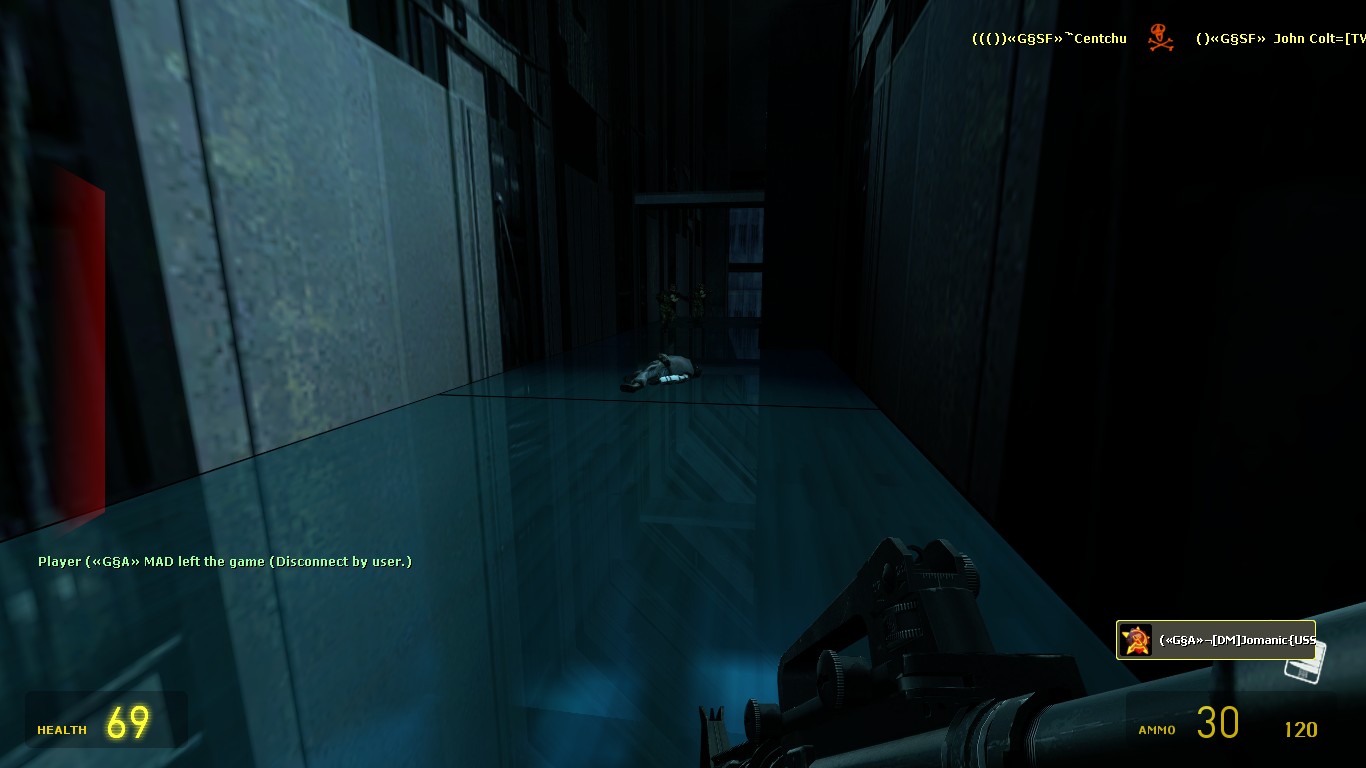 ((())«G§SF»~Centchu
()«G§SF» John Colt=[TW
Player («G§A» MAD left the game (Disconnect by user.)
(«G§A»¬[DM]Jomanic{USS
HEALTH 69
AMMO 30 120